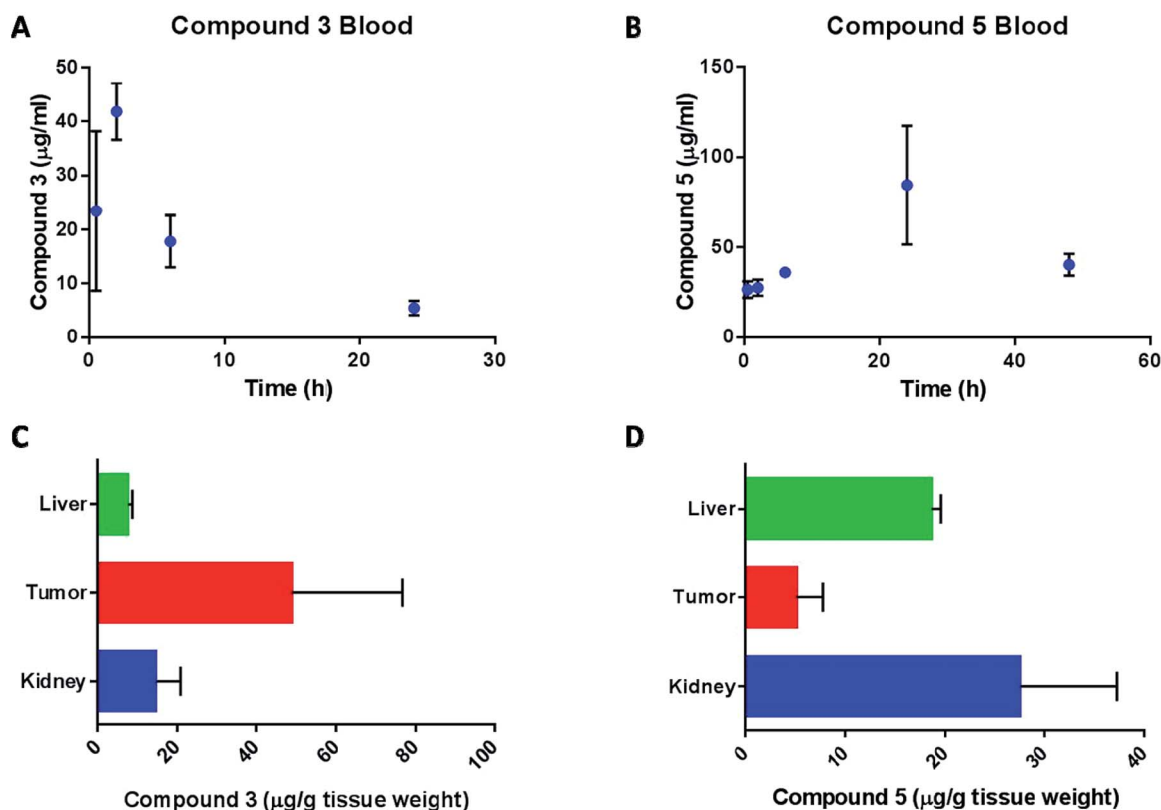 A
Compound 3 Blood
Compound 3 (μg/ml)
50
40
30
20
10
0
0 10 20 30
Time (h)
B
Compound 5 Blood
Compound 5 (μg/ml)
150
100
50
0
0 20 40 60
Time (h)
C
Liver
Tumor
Kidney
0 20 40 60 80 100
Compound 3 (μg/g tissue weight)
D
Liver
Tumor
Kidney
0 10 20 30 40
Compound 5 (μg/g tissue weight)